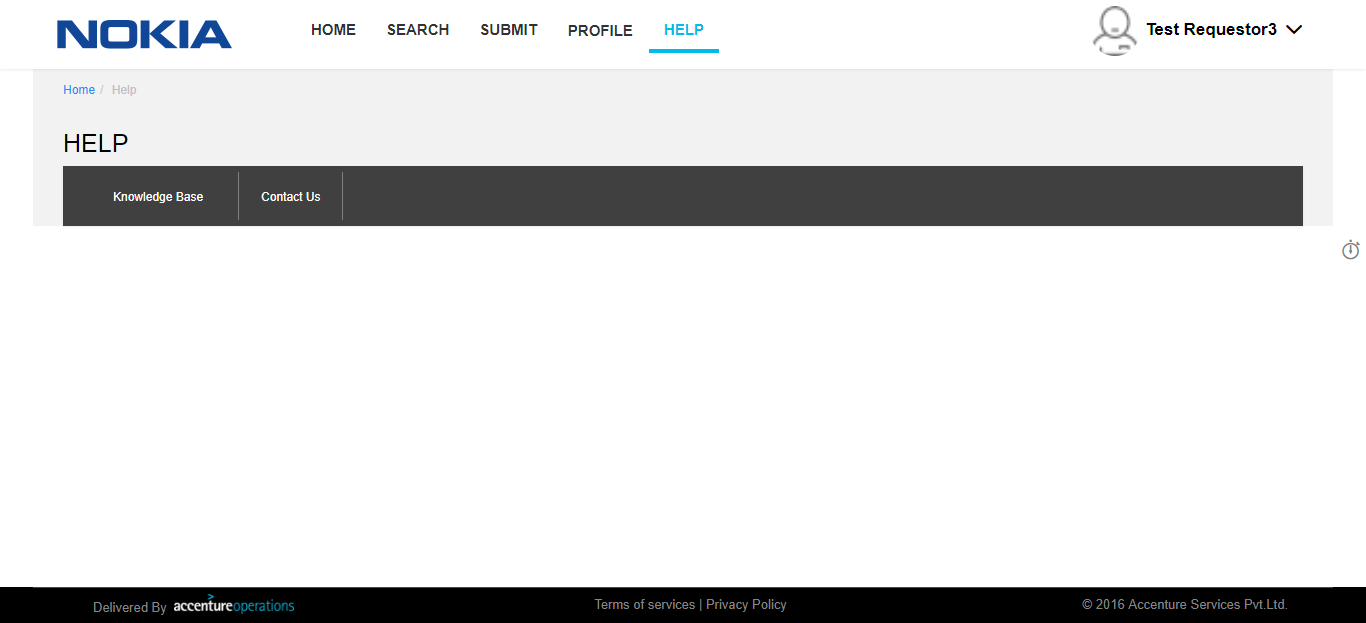 NOKIA
HOME SEARCH SUBMIT PROFILE HELP
Test Requestor3
Home / Help
HELP
Knowledge Base Contact Us
Delivered By accentureoperations
Terms of services | Privacy Policy
© 2016 Accenture Services Pvt.Ltd.